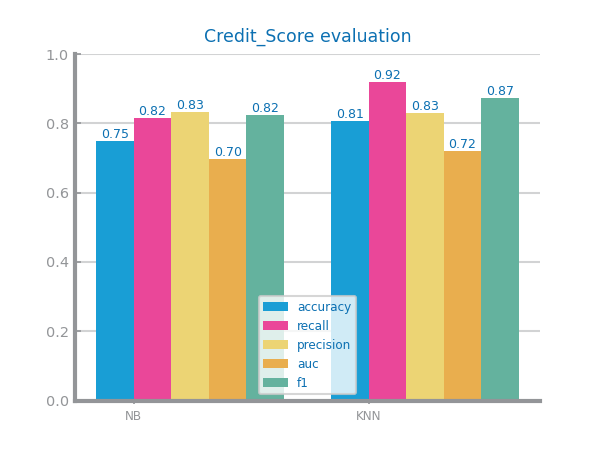 Credit_Score evaluation
1.0
0.8
0.6
0.4
0.2
0.0
0.75
0.82
0.83
0.70
0.82
0.81
0.92
0.83
0.72
0.87
accuracy
recall
precision
auc
f1
NB
KNN